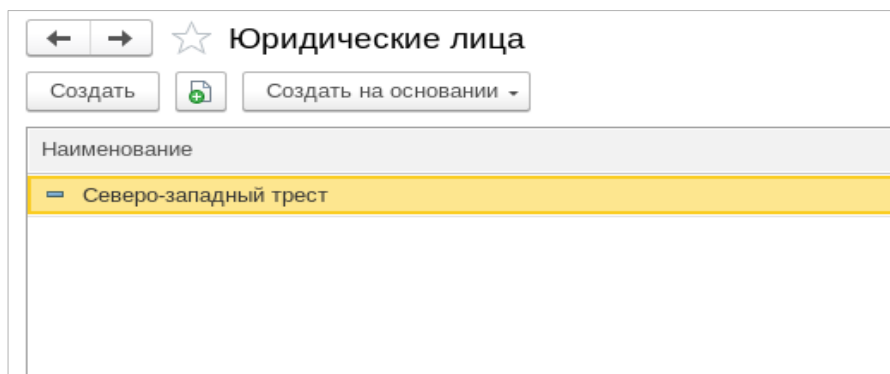 Юридические лица
Создать Создать на основании
Наименование
Северо-западный трест